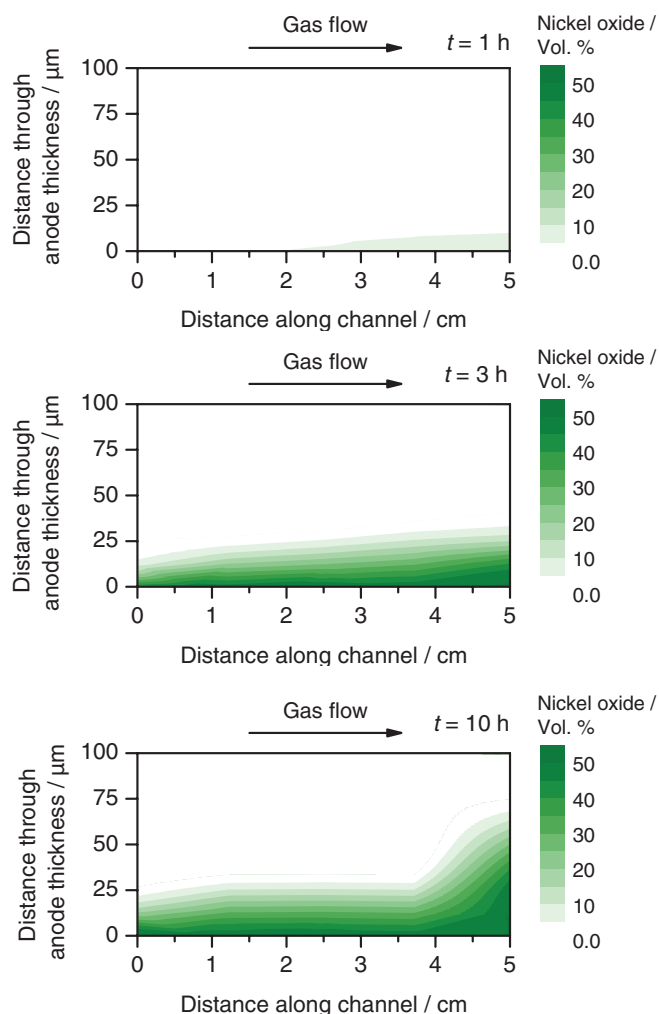 Gas flow
t = 1 h
Nickel oxide /
Vol. %
Distance through
anode thickness / µm
100
75
50
25
0
0 1 2 3 4 5
Distance along channel / cm
50
40
30
20
10
0.0
Gas flow
t = 3 h
Nickel oxide /
Vol. %
Distance through
anode thickness / µm
100
75
50
25
0
0 1 2 3 4 5
Distance along channel / cm
50
40
30
20
10
0.0
Gas flow
t = 10 h
Nickel oxide /
Vol. %
Distance through
anode thickness / µm
100
75
50
25
0
0 1 2 3 4 5
Distance along channel / cm
50
40
30
20
10
0.0